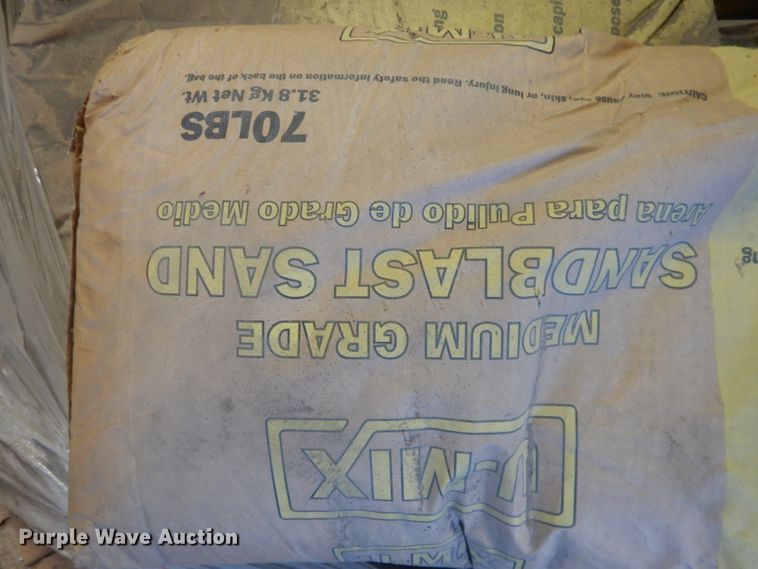 U-MIX
MEDIUM GRADE
SANDBLAST SAND
Arena para Pulido de Grado Medio
70LBS
31.8 Kg Net Wt.
CAUTION: may cause eye, skin, or lung injury. Read the safety information on the back of the bag.
U-MIX
Purple Wave Auction